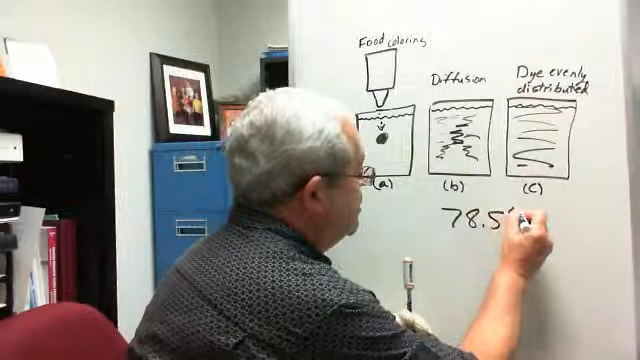 Food coloring
Diffusion
Dye evenly
distributed
(a)
(b)
(c)
78.5